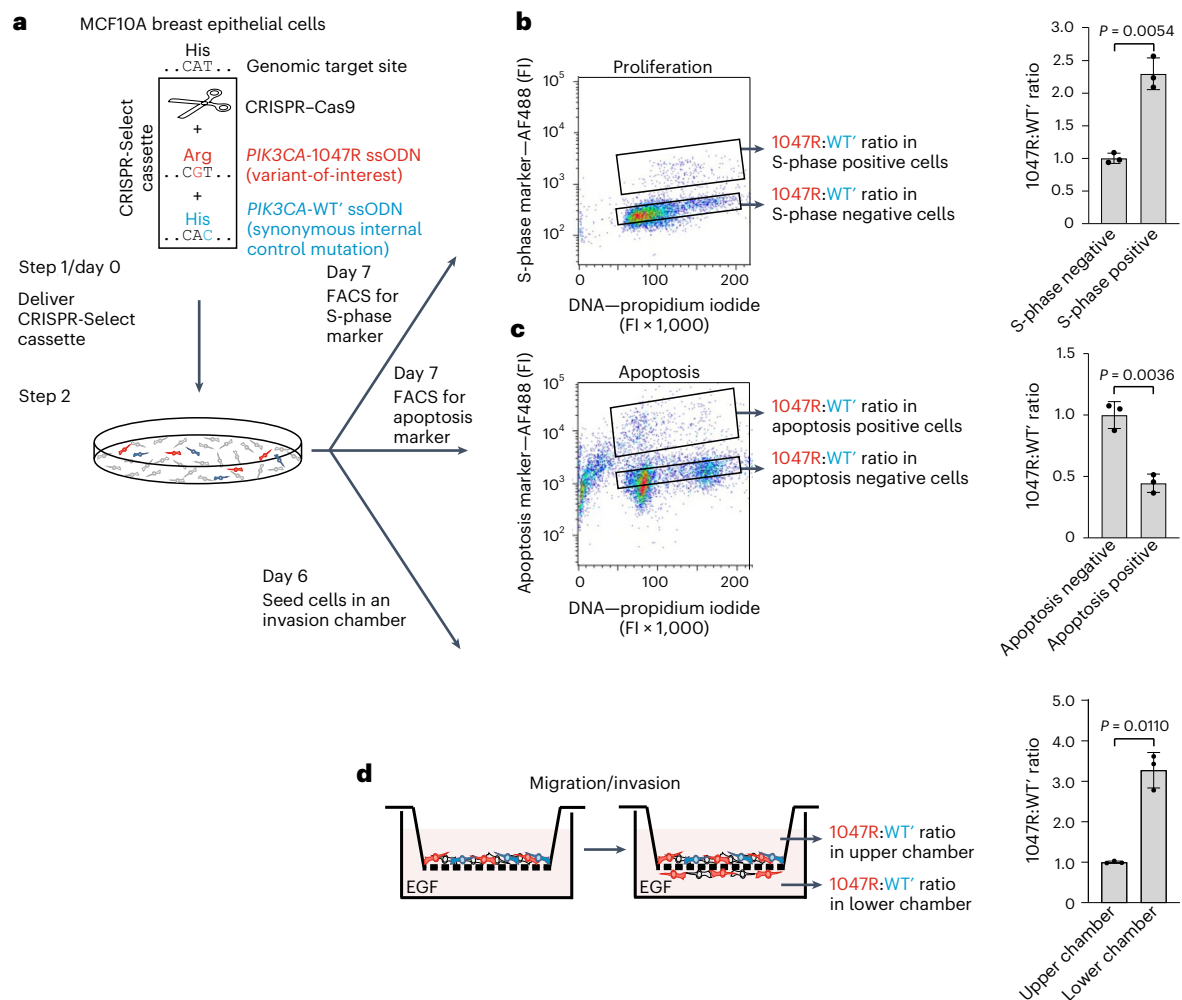 a
MCF10A breast epithelial cells
His
..CAT..
Genomic target site
CRISPR-Select
cassette
CRISPR–Cas9
+
Arg
..CGT..
PIK3CA-1047R ssODN
(variant-of-interest)
+
His
..CAC..
PIK3CA-WT′ ssODN
(synonymous internal
control mutation)
Step 1/day 0
Deliver
CRISPR-Select
cassette
Step 2
Day 7
FACS for
S-phase
marker
Day 7
FACS for
apoptosis
marker
Day 6
Seed cells in an
invasion chamber
b
Proliferation
S-phase marker—AF488 (FI)
10⁵
10⁴
10³
10²
0 100 200
DNA—propidium iodide
(FI × 1,000)
1047R:WT′ ratio in
S-phase positive cells
1047R:WT′ ratio in
S-phase negative cells
1047R:WT′ ratio
3.0
2.5
2.0
1.5
1.0
0.5
0
P = 0.0054
S-phase negative
S-phase positive
c
Apoptosis
Apoptosis marker—AF488 (FI)
10⁵
10⁴
10³
10²
0 100 200
DNA—propidium iodide
(FI × 1,000)
1047R:WT′ ratio in
apoptosis positive cells
1047R:WT′ ratio in
apoptosis negative cells
1047R:WT′ ratio
1.5
1.0
0.5
0
P = 0.0036
Apoptosis negative
Apoptosis positive
d
Migration/invasion
EGF
EGF
1047R:WT′ ratio
in upper chamber
1047R:WT′ ratio
in lower chamber
1047R:WT′ ratio
5.0
4.0
3.0
2.0
1.0
0
P = 0.0110
Upper chamber
Lower chamber